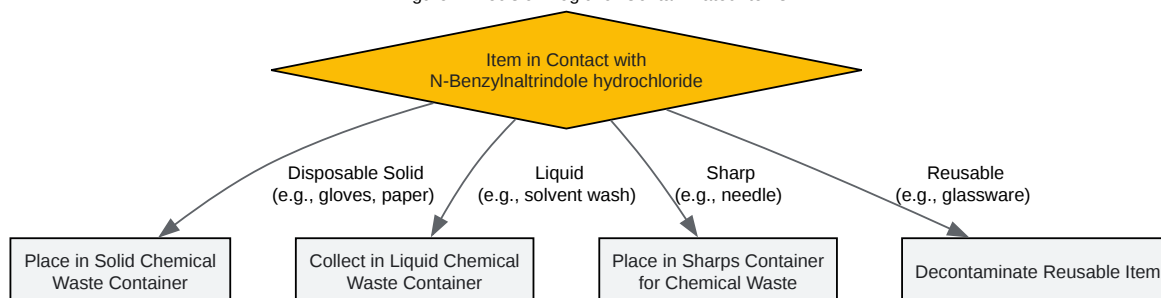 Item in Contact with
N-Benzylnaltrindole hydrochloride
Disposable Solid
(e.g., gloves, paper)
Liquid
(e.g., solvent wash)
Sharp
(e.g., needle)
Reusable
(e.g., glassware)
Place in Solid Chemical
Waste Container
Collect in Liquid Chemical
Waste Container
Place in Sharps Container
for Chemical Waste
Decontaminate Reusable Item